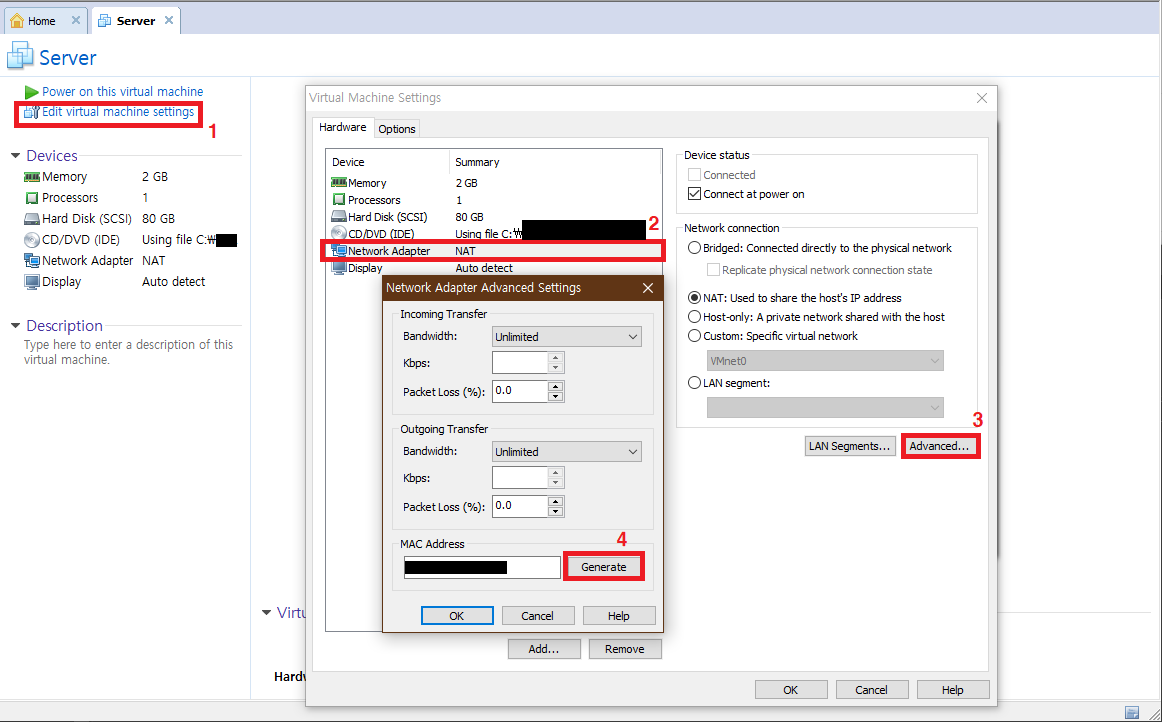 Home
Server
Server
Power on this virtual machine
Edit virtual machine settings
1
Devices
Memory 2 GB
Processors 1
Hard Disk (SCSI) 80 GB
CD/DVD (IDE) Using file C:₩
Network Adapter NAT
Display Auto detect
Description
Type here to enter a description of this
virtual machine.
Virtual Machine Settings
Hardware Options
Device Summary
Memory 2 GB
Processors 1
Hard Disk (SCSI) 80 GB
CD/DVD (IDE) Using file C:₩
2
Network Adapter NAT
Display Auto detect
Device status
Connected
Connect at power on
Network connection
Bridged: Connected directly to the physical network
Replicate physical network connection state
NAT: Used to share the host's IP address
Host-only: A private network shared with the host
Custom: Specific virtual network
VMnet0
LAN segment:
3
LAN Segments... Advanced...
Network Adapter Advanced Settings
Incoming Transfer
Bandwidth: Unlimited
Kbps:
Packet Loss (%): 0.0
Outgoing Transfer
Bandwidth: Unlimited
Kbps:
Packet Loss (%): 0.0
4
MAC Address
Generate
OK Cancel Help
Add... Remove
OK Cancel Help